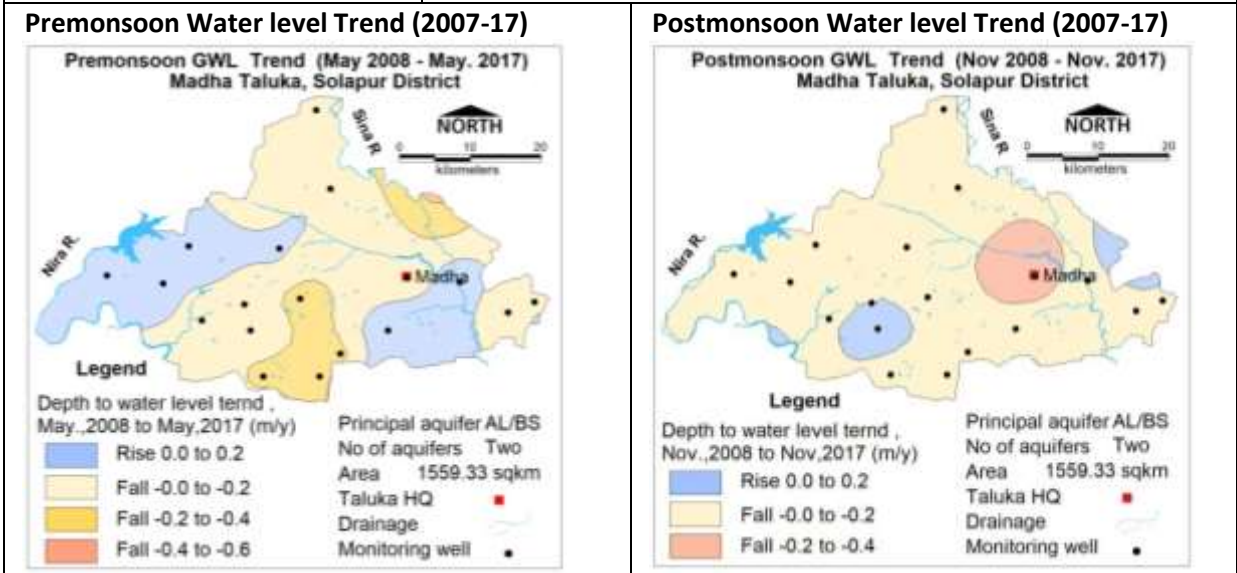 Premonsoon Water level Trend (2007-17)
Premonsoon GWL Trend (May 2008 - May. 2017)
Madha Taluka, Solapur District
Sina R.
NORTH
0 10 20
kilometers
Nira R.
Madha
Legend
Depth to water level ternd ,
May.,2008 to May,2017 (m/y)
Rise 0.0 to 0.2
Fall -0.0 to -0.2
Fall -0.2 to -0.4
Fall -0.4 to -0.6
Principal aquifer AL/BS
No of aquifers Two
Area 1559.33 sqkm
Taluka HQ
Drainage
Monitoring well
Postmonsoon Water level Trend (2007-17)
Postmonsoon GWL Trend (Nov 2008 - Nov. 2017)
Madha Taluka, Solapur District
Sina R.
NORTH
0 10 20
kilometers
Nira R.
Madha
Legend
Depth to water level ternd ,
Nov.,2008 to Nov,2017 (m/y)
Rise 0.0 to 0.2
Fall -0.0 to -0.2
Fall -0.2 to -0.4
Principal aquifer AL/BS
No of aquifers Two
Area 1559.33 sqkm
Taluka HQ
Drainage
Monitoring well